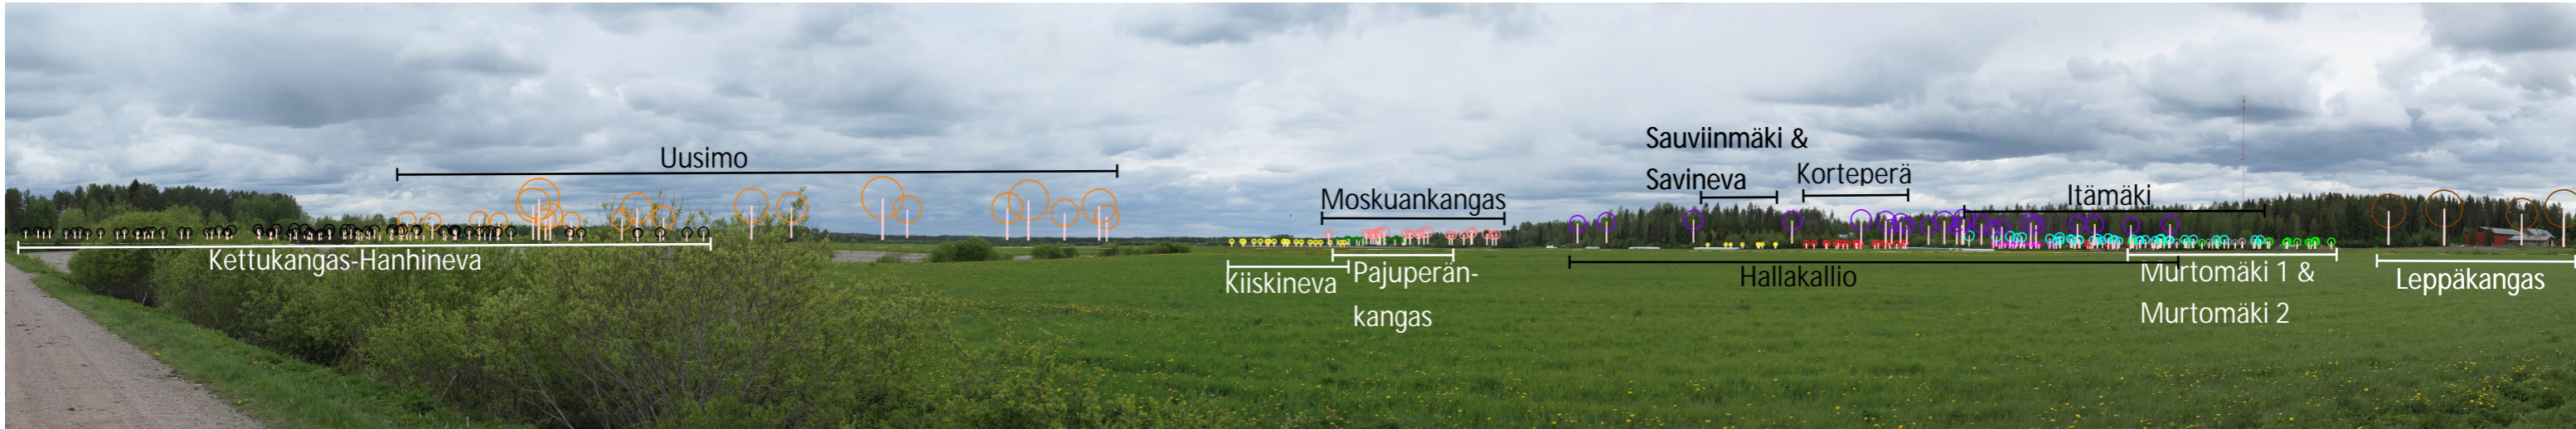 Uusimo
Kettukangas-Hanhineva
Kiiskineva
Moskuankangas
Pajuperän-
kangas
Sauviinmäki &
Savineva
Korteperä
Hallakallio
Itämäki
Murtomäki 1 &
Murtomäki 2
Leppäkangas